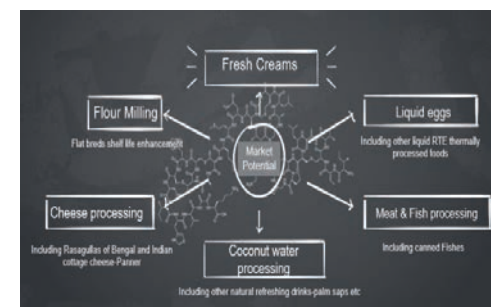 Fresh Creams
Flour Milling
Flat breds shelf life enhancement
Liquid eggs
Including other liquid RTE thermally
processed foods
Market
Potential
Cheese processing
Including Rasagullas of Bengal and Indian
cottage cheese-Panner
Meat & Fish processing
Including canned Fishes
Coconut water
processing
Including other natural refreshing drinks-palm saps etc